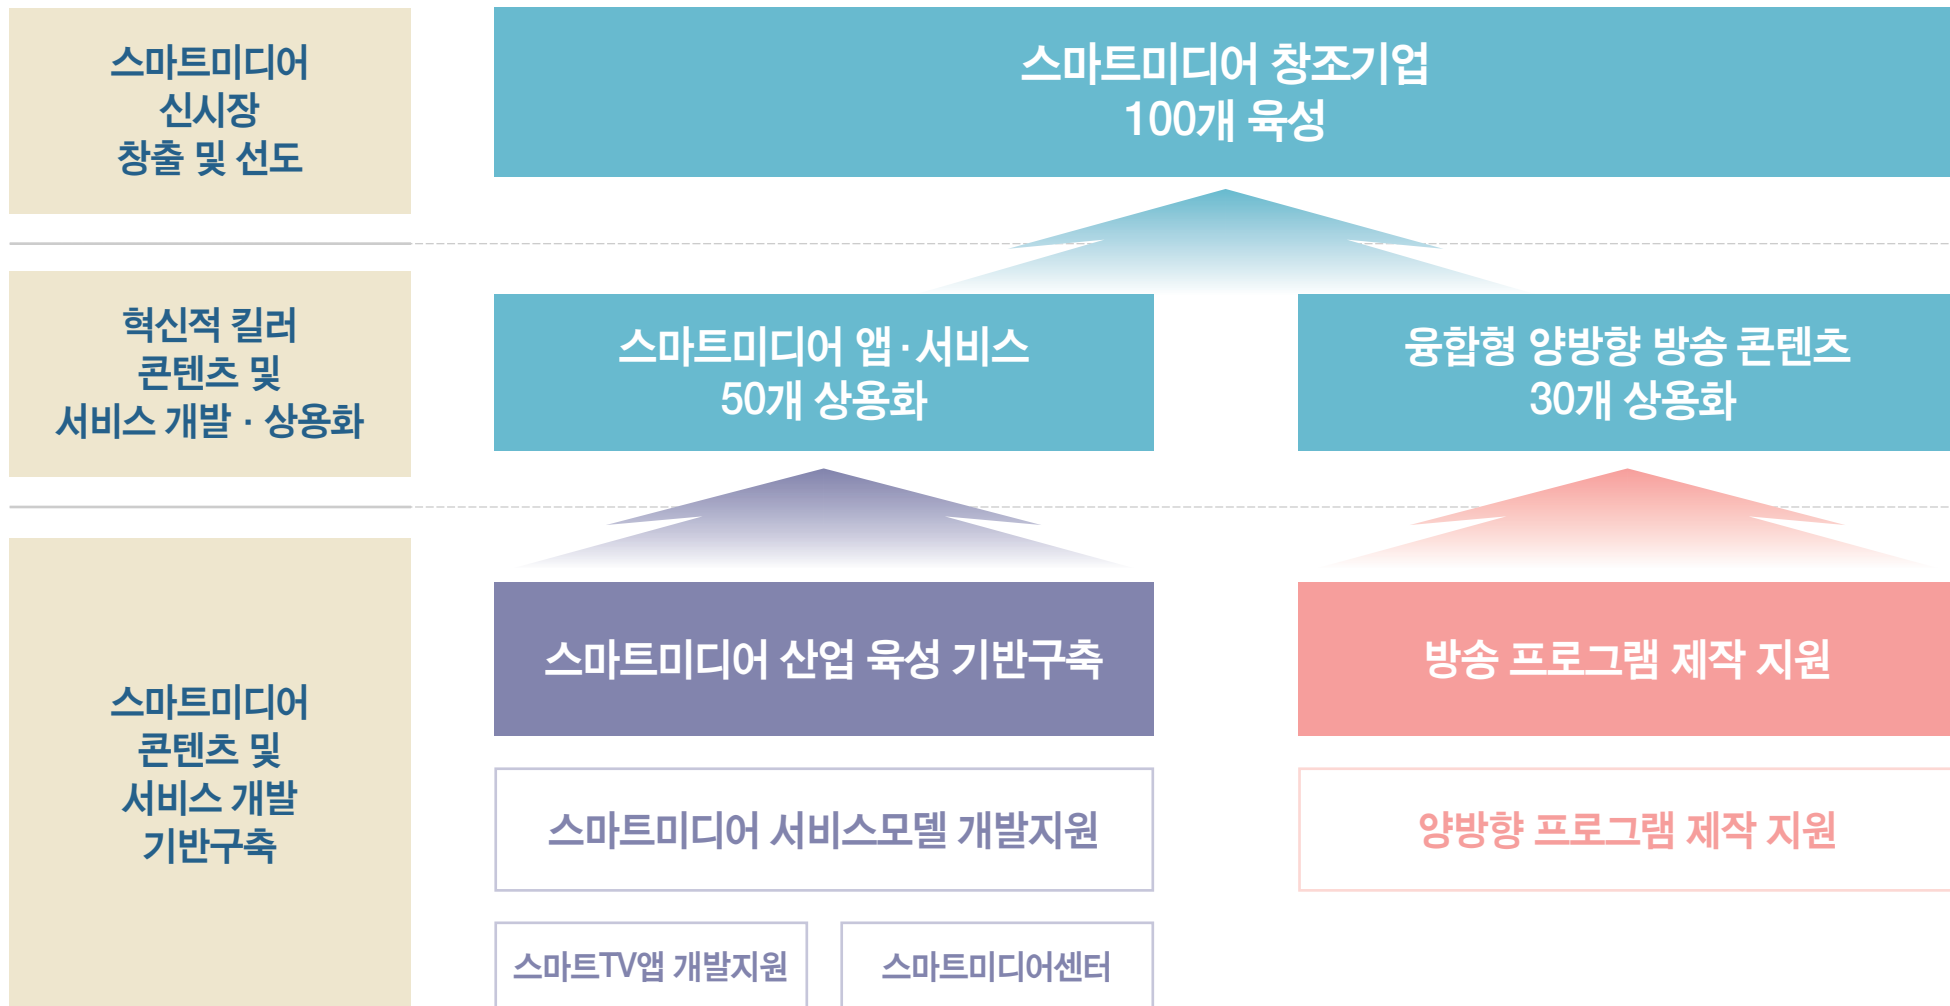 스마트미디어
신시장
창출 및 선도
스마트미디어 창조기업
100개 육성
혁신적 킬러
콘텐츠 및
서비스 개발 · 상용화
스마트미디어 앱·서비스
50개 상용화
융합형 양방향 방송 콘텐츠
30개 상용화
스마트미디어
콘텐츠 및
서비스 개발
기반구축
스마트미디어 산업 육성 기반구축
방송 프로그램 제작 지원
스마트미디어 서비스모델 개발지원
양방향 프로그램 제작 지원
스마트TV앱 개발지원
스마트미디어센터